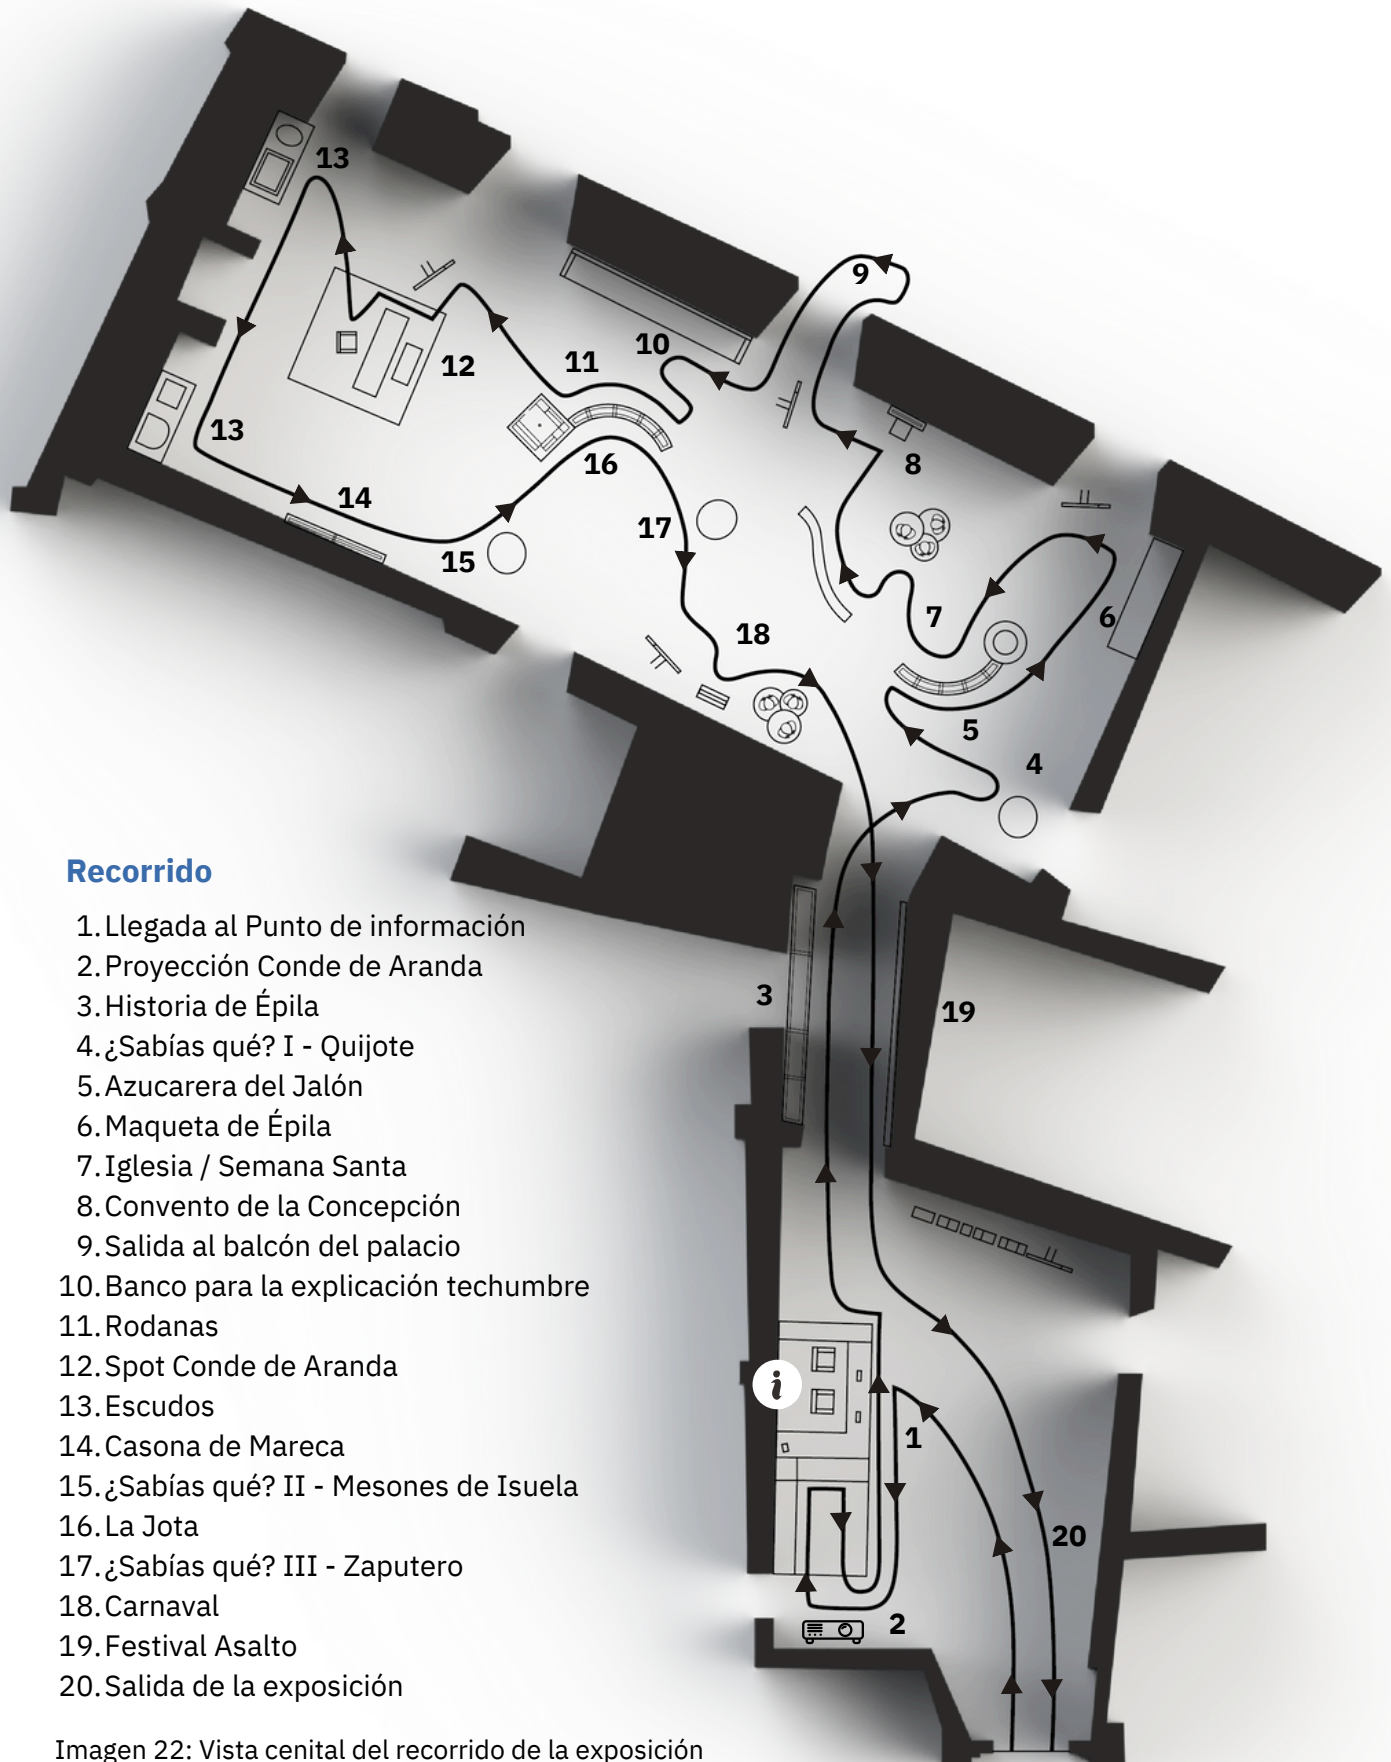 13
9
10
11
12
8
13
16
14
17
15
7
6
18
5
4
3
19
i
1
20
2
Recorrido
1. Llegada al Punto de información
2. Proyección Conde de Aranda
3. Historia de Épila
4. ¿Sabías qué? I - Quijote
5. Azucarera del Jalón
6. Maqueta de Épila
7. Iglesia / Semana Santa
8. Convento de la Concepción
9. Salida al balcón del palacio
10. Banco para la explicación techumbre
11. Rodanas
12. Spot Conde de Aranda
13. Escudos
14. Casona de Mareca
15. ¿Sabías qué? II - Mesones de Isuela
16. La Jota
17. ¿Sabías qué? III - Zaputero
18. Carnaval
19. Festival Asalto
20. Salida de la exposición
Imagen 22: Vista cenital del recorrido de la exposición